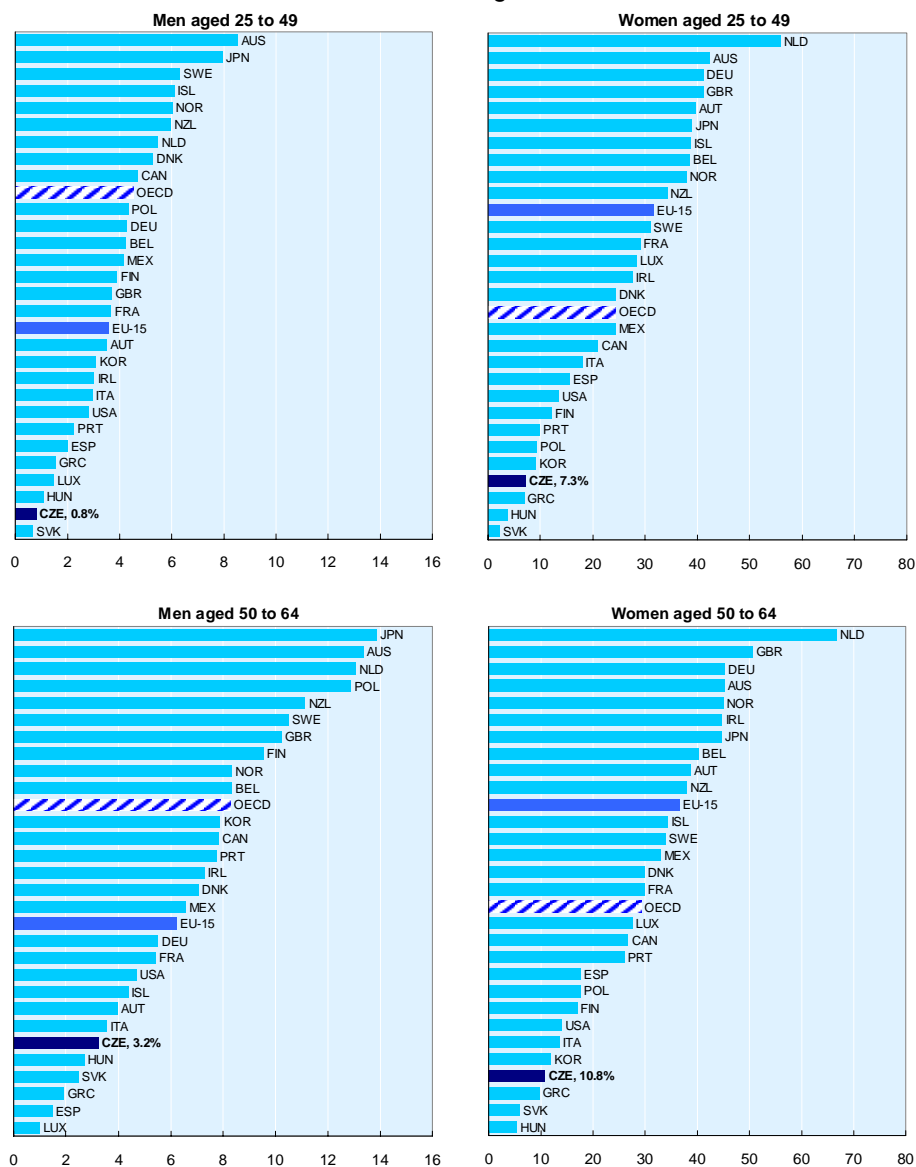 Men aged 25 to 49
AUS
JPN
SWE
ISL
NOR
NZL
NLD
DNK
CAN
OECD
POL
DEU
BEL
MEX
FIN
GBR
FRA
EU-15
AUT
KOR
IRL
ITA
USA
PRT
ESP
GRC
LUX
HUN
CZE, 0.8%
SVK
0 2 4 6 8 10 12 14 16
Women aged 25 to 49
NLD
AUS
DEU
GBR
AUT
JPN
ISL
BEL
NOR
NZL
EU-15
SWE
FRA
LUX
IRL
DNK
OECD
MEX
CAN
ITA
ESP
USA
FIN
PRT
POL
KOR
CZE, 7.3%
GRC
HUN
SVK
0 10 20 30 40 50 60 70 80
Men aged 50 to 64
JPN
AUS
NLD
POL
NZL
SWE
GBR
FIN
NOR
BEL
OECD
KOR
CAN
PRT
IRL
DNK
MEX
EU-15
DEU
FRA
USA
ISL
AUT
ITA
CZE, 3.2%
HUN
SVK
GRC
ESP
LUX
0 2 4 6 8 10 12 14 16
Women aged 50 to 64
NLD
GBR
DEU
AUS
NOR
IRL
JPN
BEL
AUT
NZL
EU-15
ISL
SWE
MEX
DNK
FRA
OECD
LUX
CAN
PRT
ESP
POL
FIN
USA
ITA
KOR
CZE, 10.8%
GRC
SVK
HUN
0 10 20 30 40 50 60 70 80